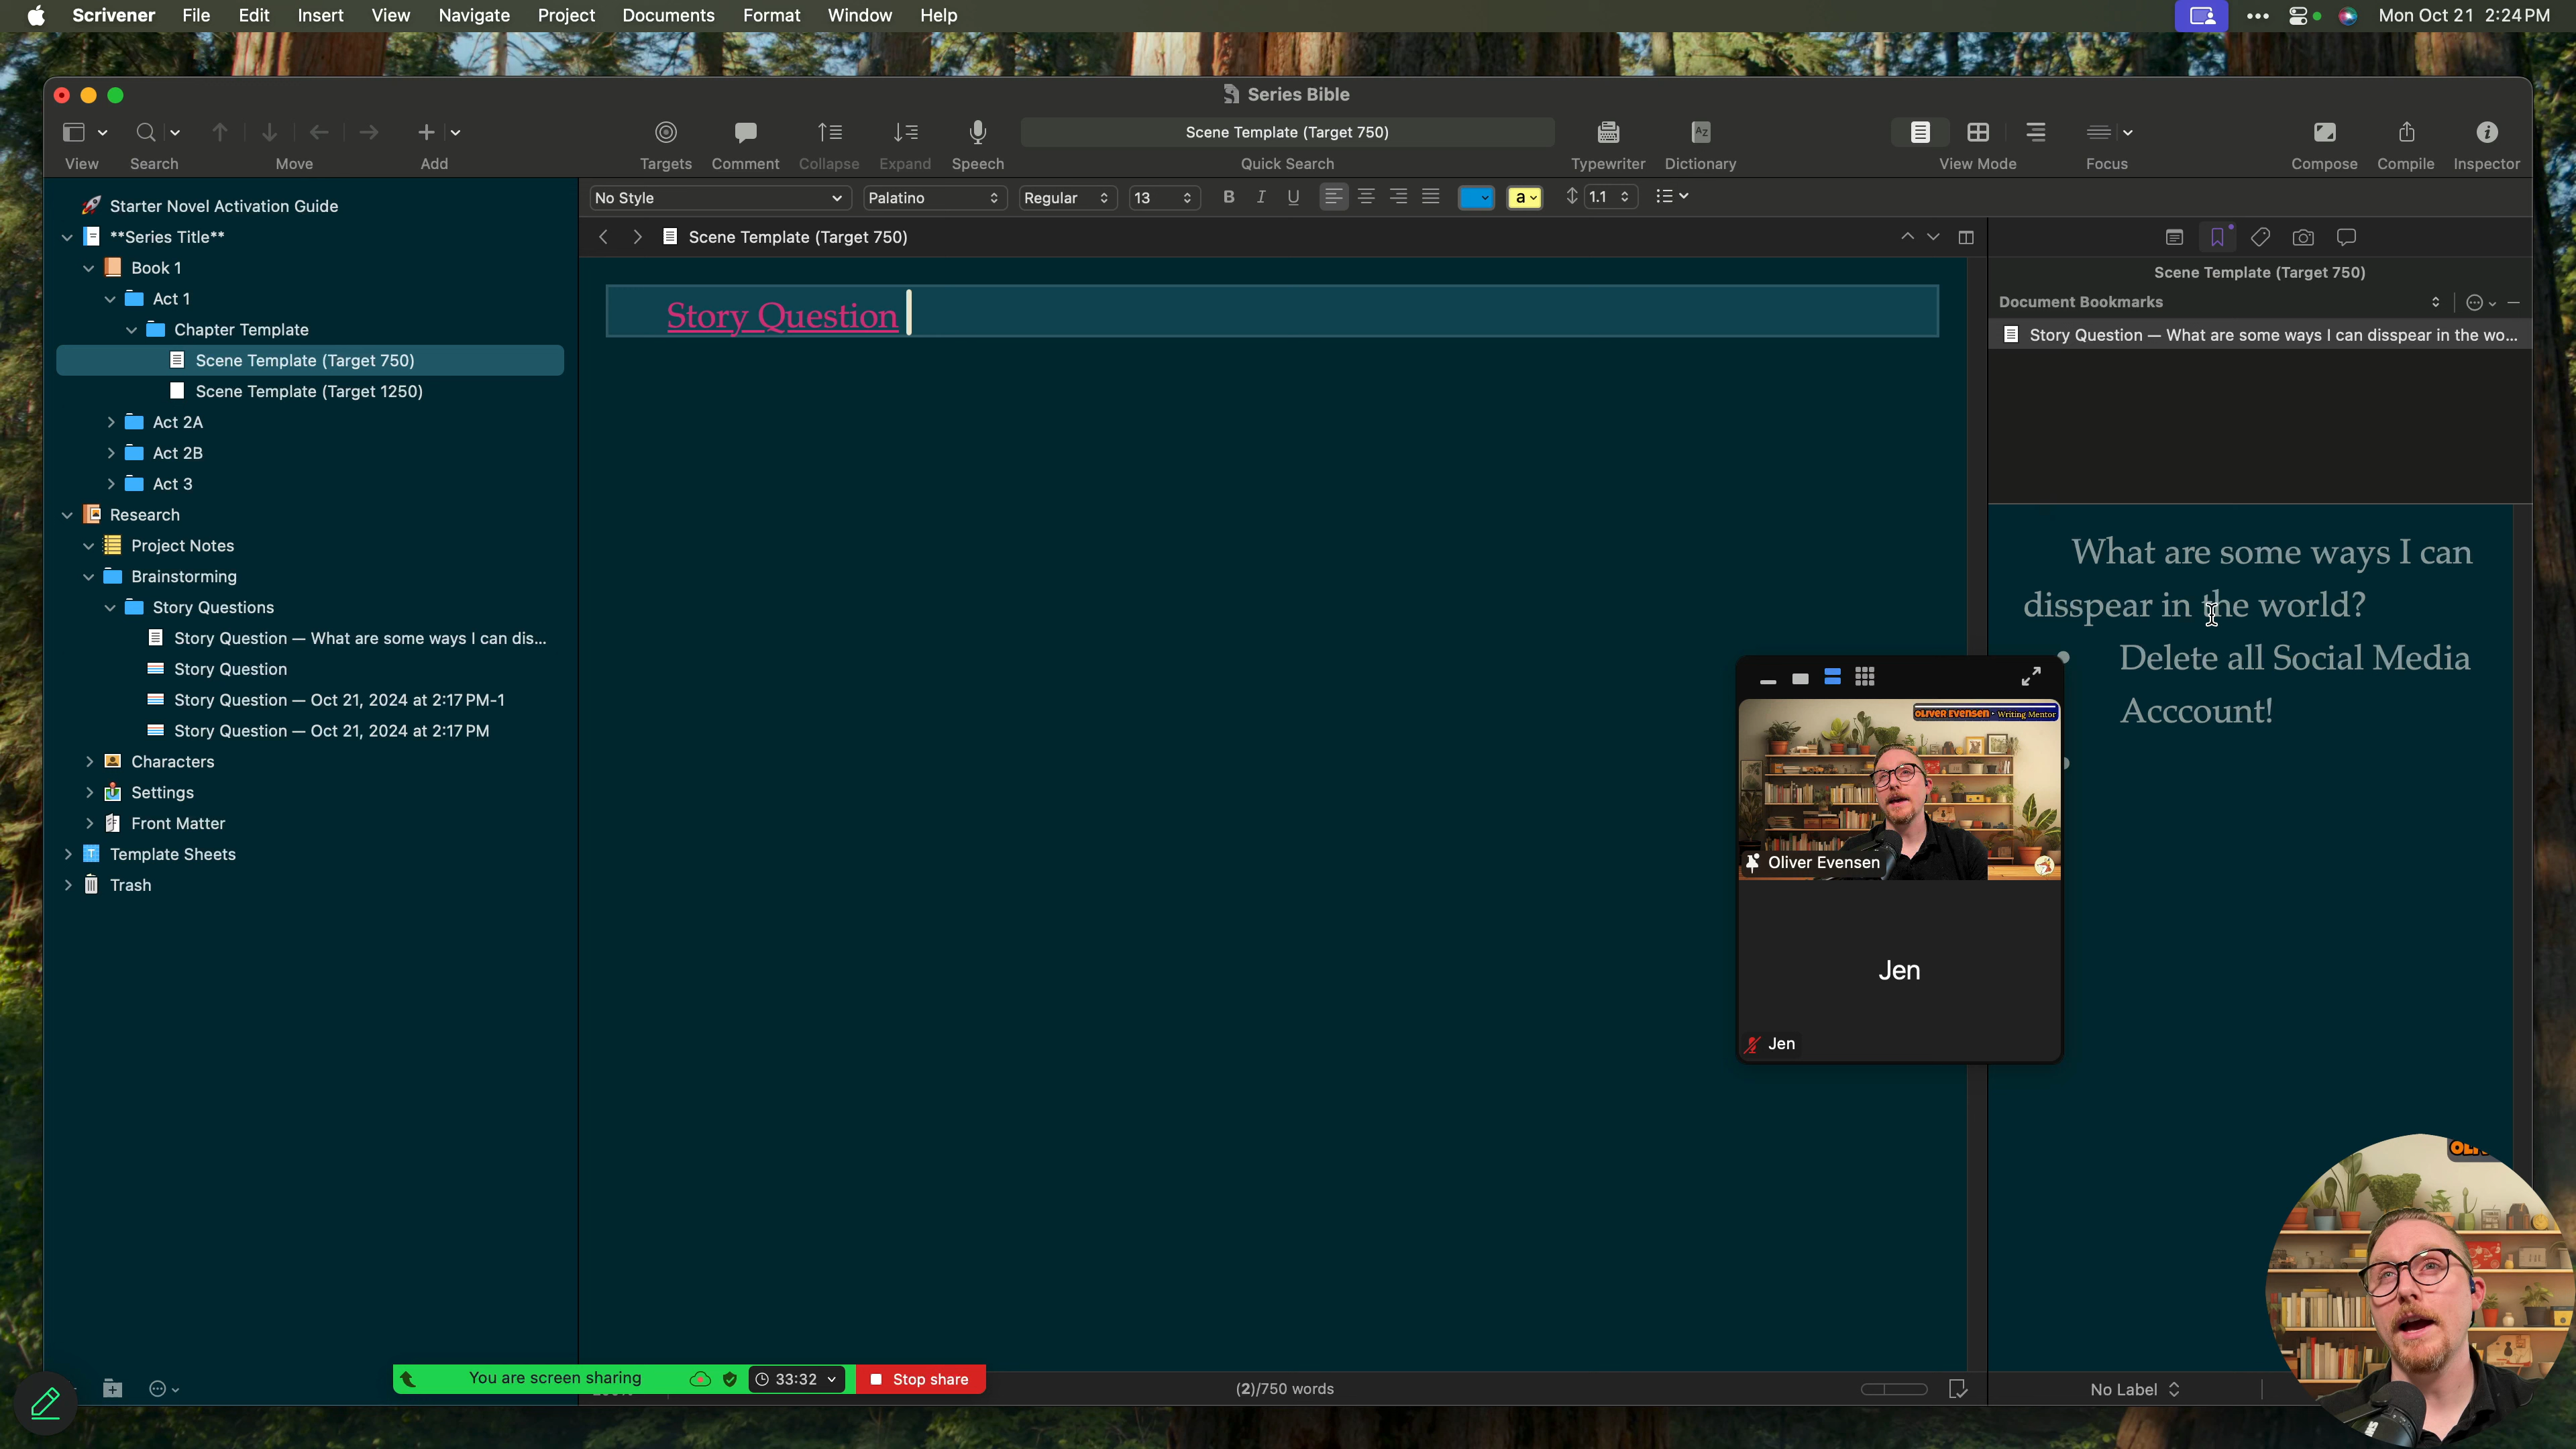 Scrivener File Edit Insert View Navigate Project Documents Format Window Help
Mon Oct 21 2:24 PM
Series Bible
Scene Template (Target 750)
View Search Move Add Targets Comment Collapse Expand Speech Quick Search Typewriter Dictionary View Mode Focus Compose Compile Inspector
No Style Palatino Regular 13 B I U a 1.1
Starter Novel Activation Guide
**Series Title**
Book 1
Act 1
Chapter Template
Scene Template (Target 750)
Scene Template (Target 1250)
Act 2A
Act 2B
Act 3
Research
Project Notes
Brainstorming
Story Questions
Story Question — What are some ways I can dis...
Story Question
Story Question — Oct 21, 2024 at 2:17 PM-1
Story Question — Oct 21, 2024 at 2:17 PM
Characters
Settings
Front Matter
Template Sheets
Trash
Scene Template (Target 750)
Story Question
Scene Template (Target 750)
Document Bookmarks
Story Question — What are some ways I can disspear in the wo...
What are some ways I can
disspear in the world?
Delete all Social Media
Acccount!
OLIVER EVENSEN • Writing Mentor
Oliver Evensen
Jen
Jen
You are screen sharing 33:32 Stop share
(2)/750 words
No Label